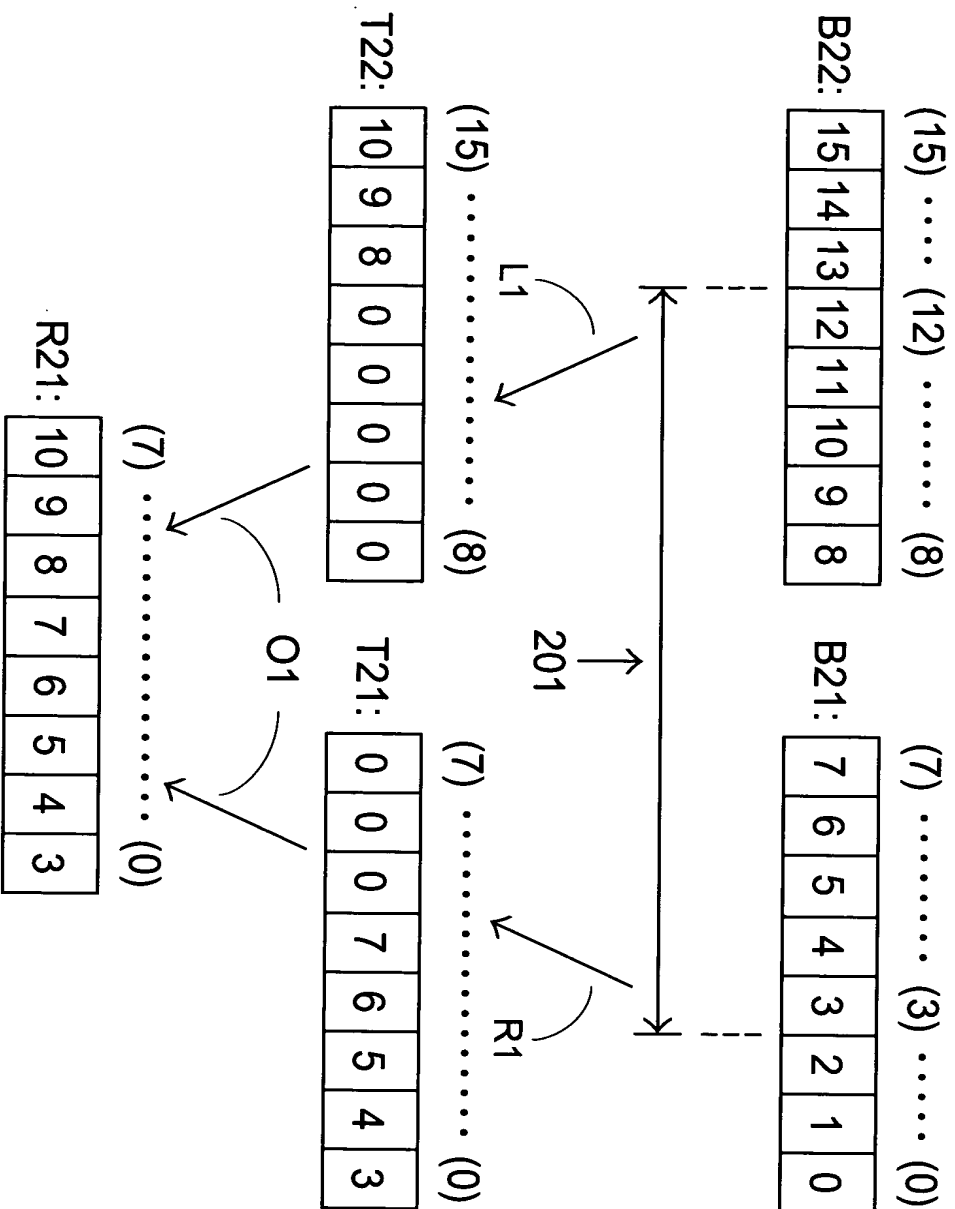 (15) .... (12) ....... (8) (7) ........ (3) ..... (0)
B22: 15 14 13 12 11 10 9 8 B21: 7 6 5 4 3 2 1 0
201
L1 R1
(15) ................. (8) (7) ................. (0)
T22: 10 9 8 0 0 0 0 0 T21: 0 0 0 7 6 5 4 3
O1
(7) ................. (0)
R21: 10 9 8 7 6 5 4 3